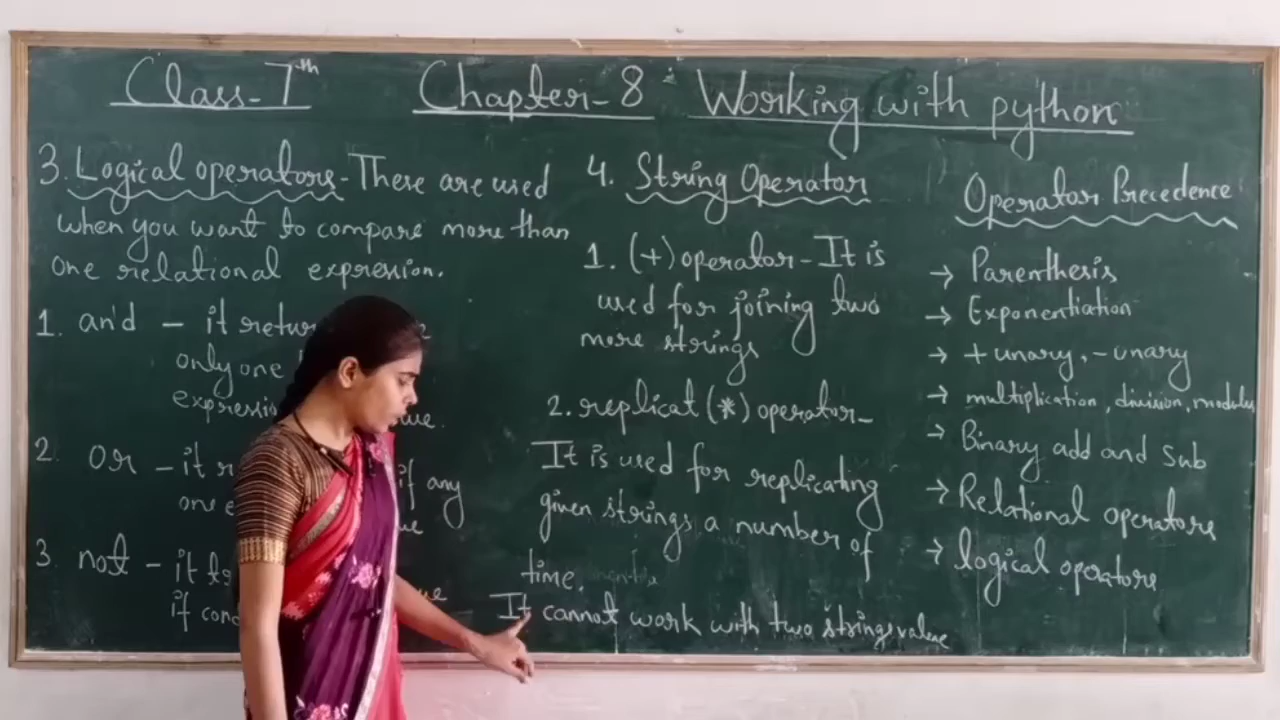 Class-7th Chapter-8 : Working with python
3. Logical operators - These are used
when you want to compare more than
one relational expression.
1. and - it
only one
2. or - it if any
one
3. not - it
if
4. String Operator
1. (+) operator - It is
used for joining two
more strings
2. replicat (*) operator -
It is used for replicating
given strings a number of
time.
It cannot work with two strings value
Operator Precedence
→ Parenthesis
→ Exponentiation
→ + unary, - unary
→ multiplication, division, modulus
→ Binary add and Sub
→ Relational operators
→ logical operators